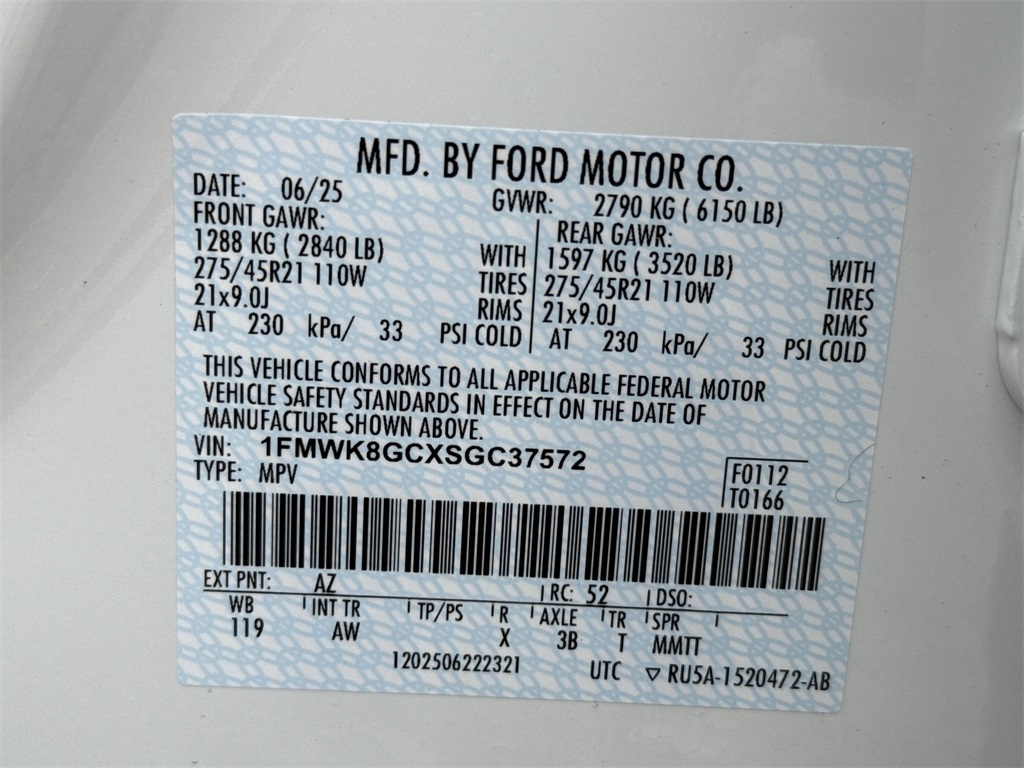 MFD. BY FORD MOTOR CO.
DATE: 06/25 GVWR: 2790 KG ( 6150 LB)
FRONT GAWR: REAR GAWR:
1288 KG ( 2840 LB) WITH 1597 KG ( 3520 LB) WITH
275/45R21 110W TIRES 275/45R21 110W TIRES
21x9.0J RIMS 21x9.0J RIMS
AT 230 kPa/ 33 PSI COLD AT 230 kPa/ 33 PSI COLD
THIS VEHICLE CONFORMS TO ALL APPLICABLE FEDERAL MOTOR
VEHICLE SAFETY STANDARDS IN EFFECT ON THE DATE OF
MANUFACTURE SHOWN ABOVE.
VIN: 1FMWK8GCXSGC37572
TYPE: MPV
F0112
T0166
EXT PNT: AZ RC: 52 DSO:
WB INT TR TP/PS R AXLE TR SPR
119 AW X 3B T MMTT
1202506222321 UTC ▽ RU5A-1520472-AB